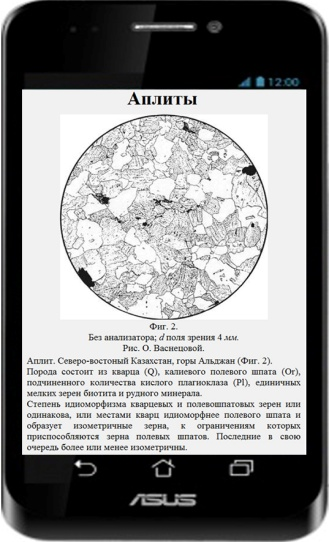 12:00
Аплиты
Фиг. 2.
Без анализатора; d поля зрения 4 мм.
Рис. О. Васнецовой.
Аплит. Северо-востоный Казахстан, горы Альджан (Фиг. 2).
Порода состоит из кварца (Q), калиевого полевого шпата (Or),
подчиненного количества кислого плагиоклаза (Pl), единичных
мелких зерен биотита и рудного минерала.
Степень идиоморфизма кварцевых и полевошпатовых зерен или
одинакова, или местами кварц идиоморфнее полевого шпата и
образует изометричные зерна, к ограничениям которых
приспособляются зерна полевых шпатов. Последние в свою
очередь более или менее изометричны.
ASUS